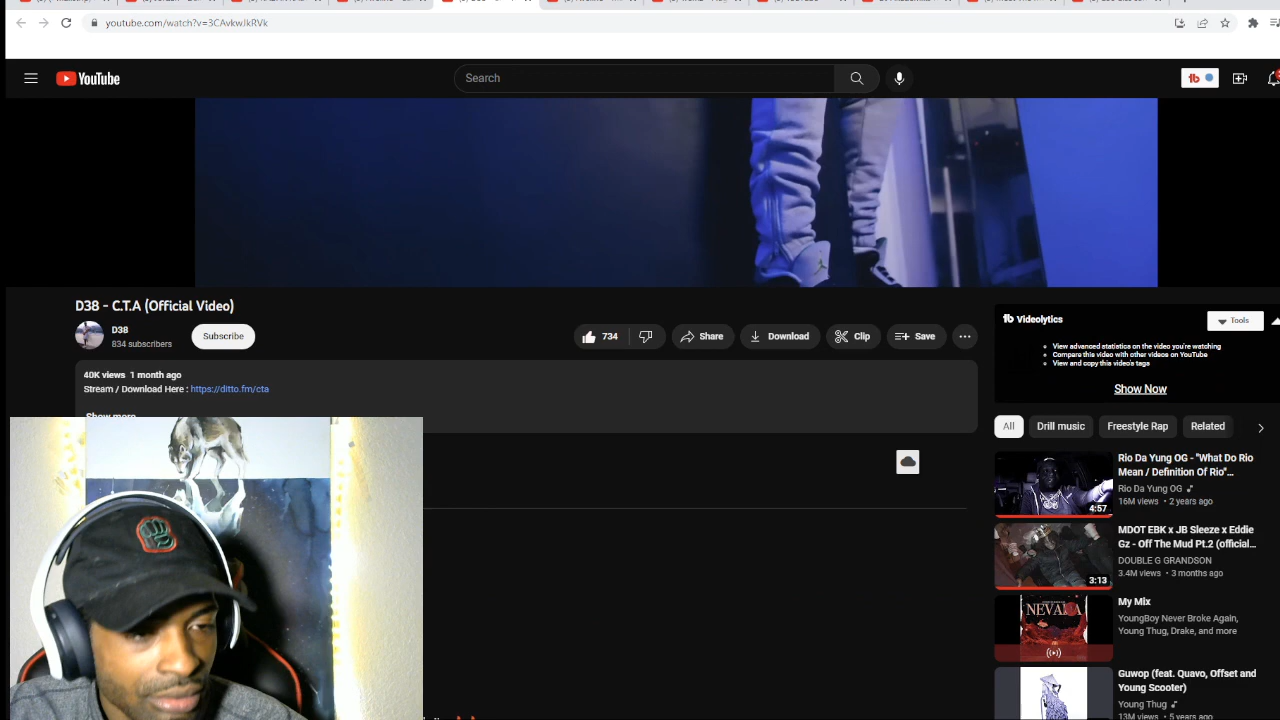 youtube.com/watch?v=3CAvkwJkRVk
YouTube
Search
D38 - C.T.A (Official Video)
D38
834 subscribers
Subscribe
734
Share
Download
Clip
Save
40K views 1 month ago
Stream / Download Here : https://ditto.fm/cta
Show more
Videolytics
Tools
View advanced statistics on the video you're watching
Compare this video with other videos on YouTube
View and copy this video's tags
Show Now
All
Drill music
Freestyle Rap
Related
Rio Da Yung OG - "What Do Rio
Mean / Definition Of Rio"...
Rio Da Yung OG
16M views • 2 years ago
4:57
MDOT EBK x JB Sleeze x Eddie
Gz - Off The Mud Pt.2 (official...
DOUBLE G GRANDSON
3.4M views • 3 months ago
3:13
NEVADA
My Mix
YoungBoy Never Broke Again,
Young Thug, Drake, and more
Guwop (feat. Quavo, Offset and
Young Scooter)
Young Thug
13M views • 5 years ago